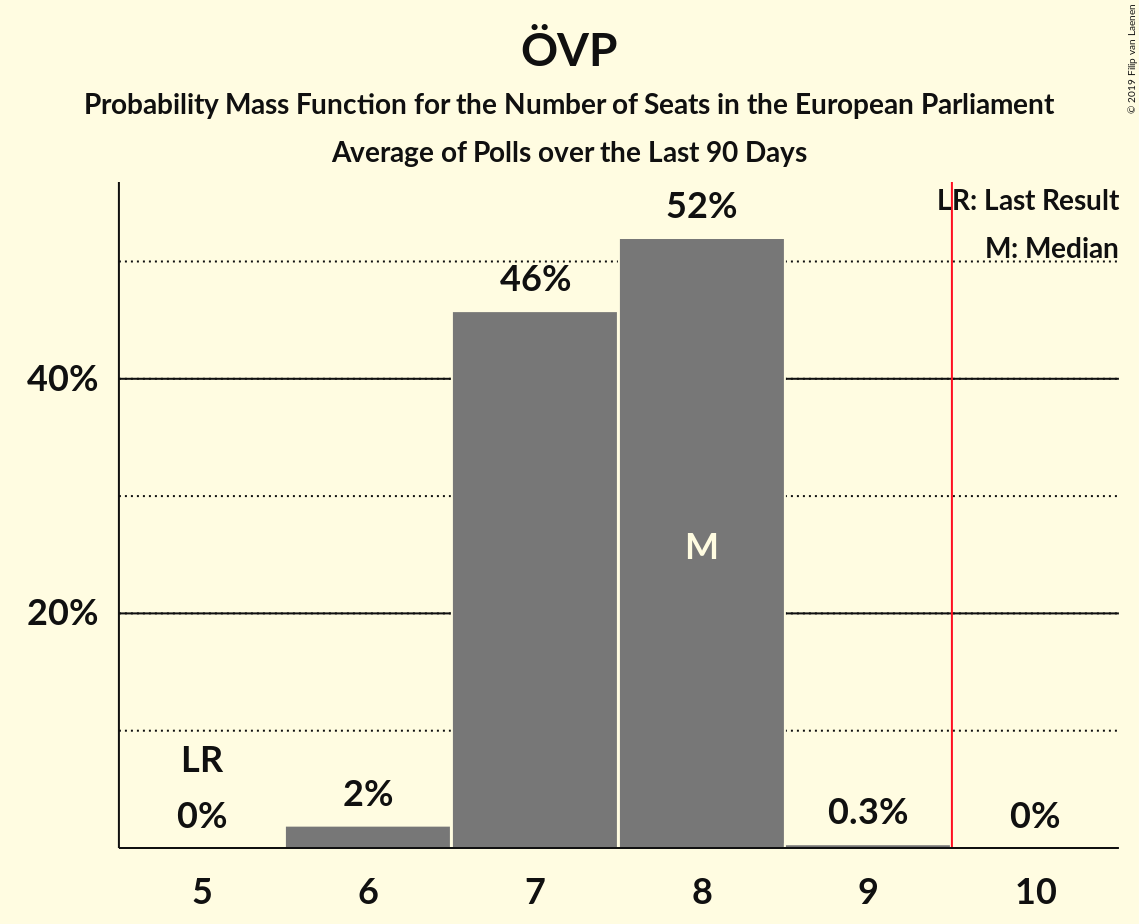 ÖVP
Probability Mass Function for the Number of Seats in the European Parliament
Average of Polls over the Last 90 Days
© 2019 Filip van Laenen
LR: Last Result
M: Median
52%
46%
40%
M
20%
LR
0%
2%
0.3%
0%
5 6 7 8 9 10